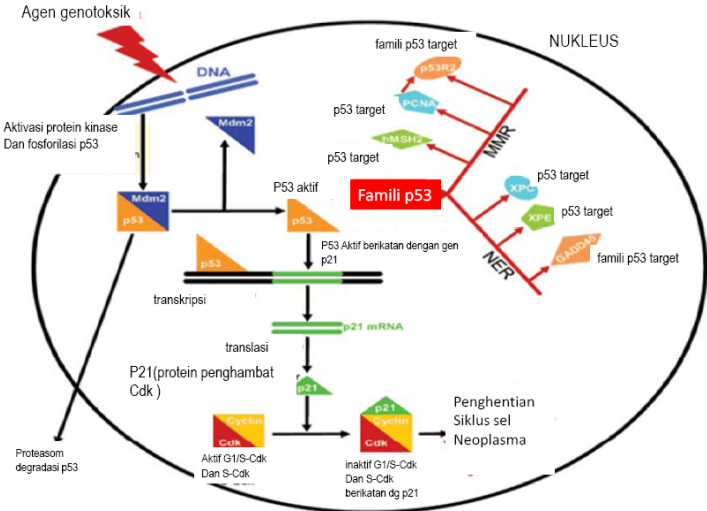 Agen genotoksik
NUKLEUS
famili p53 target
p53R2
DNA
p53 target
PCNA
Aktivasi protein kinase
Dan fosforilasi p53
Mdm2
hMSH2
MMR
p53 target
p53 target
XPC
P53 aktif
Famili p53
Mdm2
p53
p53
XPE
p53 target
P53 Aktif berikatan dengan gen
p21
NER
GADD45
famili p53 target
p53
transkripsi
p21 mRNA
translasi
P21(protein penghambat
Cdk )
p21
p21
Penghentian
Siklus sel
Neoplasma
Cyclin
Cdk
Cyclin
Cdk
Proteasom
degradasi p53
Aktif G1/S-Cdk
Dan S-Cdk
inaktif G1/S-Cdk
Dan S-Cdk
berikatan dg p21